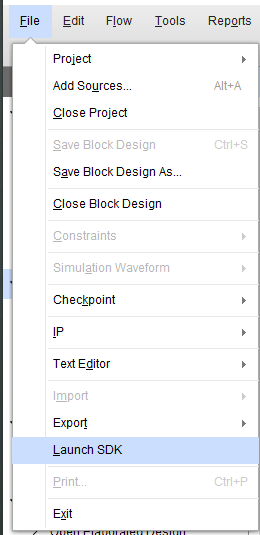 File Edit Flow Tools Reports
Project
Add Sources... Alt+A
Close Project
Save Block Design Ctrl+S
Save Block Design As...
Close Block Design
Constraints
Simulation Waveform
Checkpoint
IP
Text Editor
Import
Export
Launch SDK
Print... Ctrl+P
Exit
Open Elaborated Design